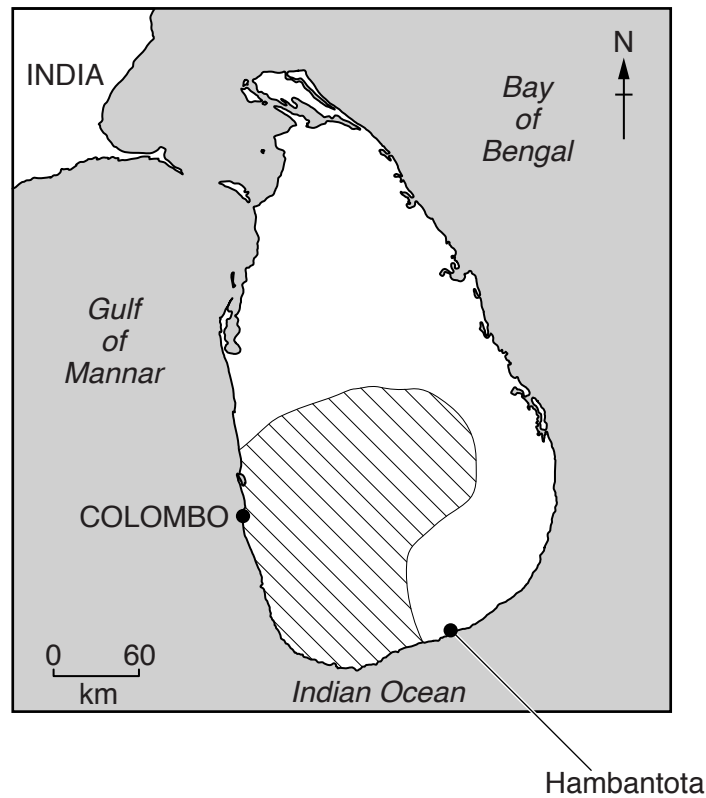 INDIA
N
Bay
of
Bengal
Gulf
of
Mannar
COLOMBO
0 60
km
Indian Ocean
Hambantota